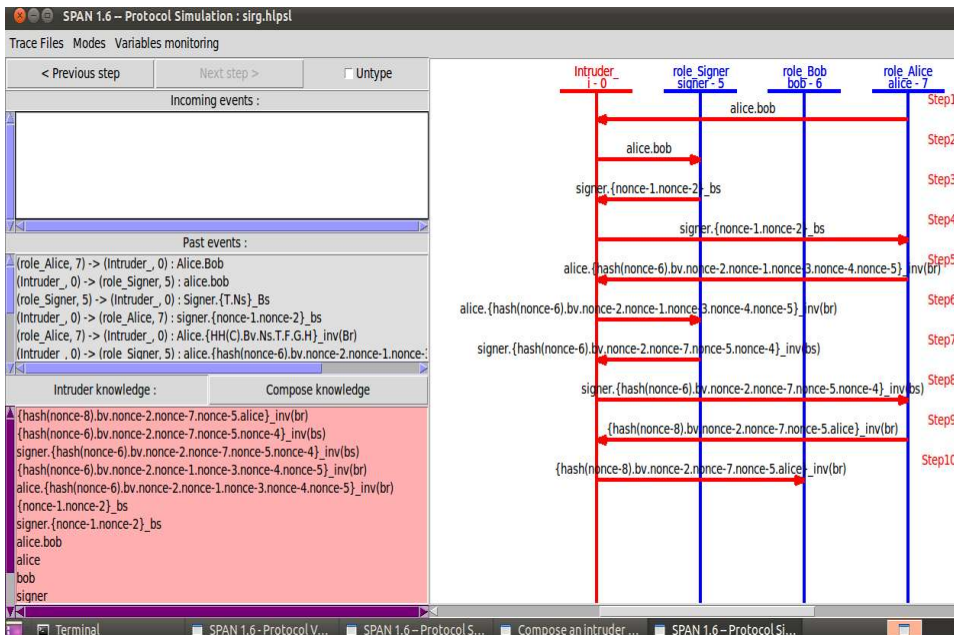 SPAN 1.6 -- Protocol Simulation : sirg.hlpsl
Trace Files Modes Variables monitoring
< Previous step
Next step >
Untype
Incoming events :
Past events :
(role_Alice, 7) -> (Intruder_, 0) : Alice.Bob
(Intruder_, 0) -> (role_Signer, 5) : alice.bob
(role_Signer, 5) -> (Intruder_, 0) : Signer.{T.Ns}_Bs
(Intruder_, 0) -> (role_Alice, 7) : signer.{nonce-1.nonce-2}_bs
(role_Alice, 7) -> (Intruder_, 0) : Alice.{HH(C).Bv.Ns.T.F.G.H}_inv(Br)
(Intruder_, 0) -> (role_Signer, 5) : alice.{hash(nonce-6).bv.nonce-2.nonce-1.nonce-
Intruder knowledge :
Compose knowledge
{hash(nonce-8).bv.nonce-2.nonce-7.nonce-5.alice}_inv(br)
{hash(nonce-6).bv.nonce-2.nonce-7.nonce-5.nonce-4}_inv(bs)
signer.{hash(nonce-6).bv.nonce-2.nonce-7.nonce-5.nonce-4}_inv(bs)
{hash(nonce-6).bv.nonce-2.nonce-1.nonce-3.nonce-4.nonce-5}_inv(br)
alice.{hash(nonce-6).bv.nonce-2.nonce-1.nonce-3.nonce-4.nonce-5}_inv(br)
{nonce-1.nonce-2}_bs
signer.{nonce-1.nonce-2}_bs
alice.bob
alice
bob
signer
Intruder_ role_Signer role_Bob role_Alice
i - 0 signer - 5 bob - 6 alice - 7
Step1
alice.bob
Step2
alice.bob
Step3
signer.{nonce-1.nonce-2}_bs
Step4
signer.{nonce-1.nonce-2}_bs
Step5
alice.{hash(nonce-6).bv.nonce-2.nonce-1.nonce-3.nonce-4.nonce-5}_inv(br)
Step6
alice.{hash(nonce-6).bv.nonce-2.nonce-1.nonce-3.nonce-4.nonce-5}_inv(br)
Step7
signer.{hash(nonce-6).bv.nonce-2.nonce-7.nonce-5.nonce-4}_inv(bs)
Step8
signer.{hash(nonce-6).bv.nonce-2.nonce-7.nonce-5.nonce-4}_inv(bs)
Step9
{hash(nonce-8).bv.nonce-2.nonce-7.nonce-5.alice}_inv(br)
Step10
{hash(nonce-8).bv.nonce-2.nonce-7.nonce-5.alice}_inv(br)
Terminal
SPAN 1.6 - Protocol V...
SPAN 1.6 -- Protocol S...
Compose an intruder ...
SPAN 1.6 -- Protocol Si...